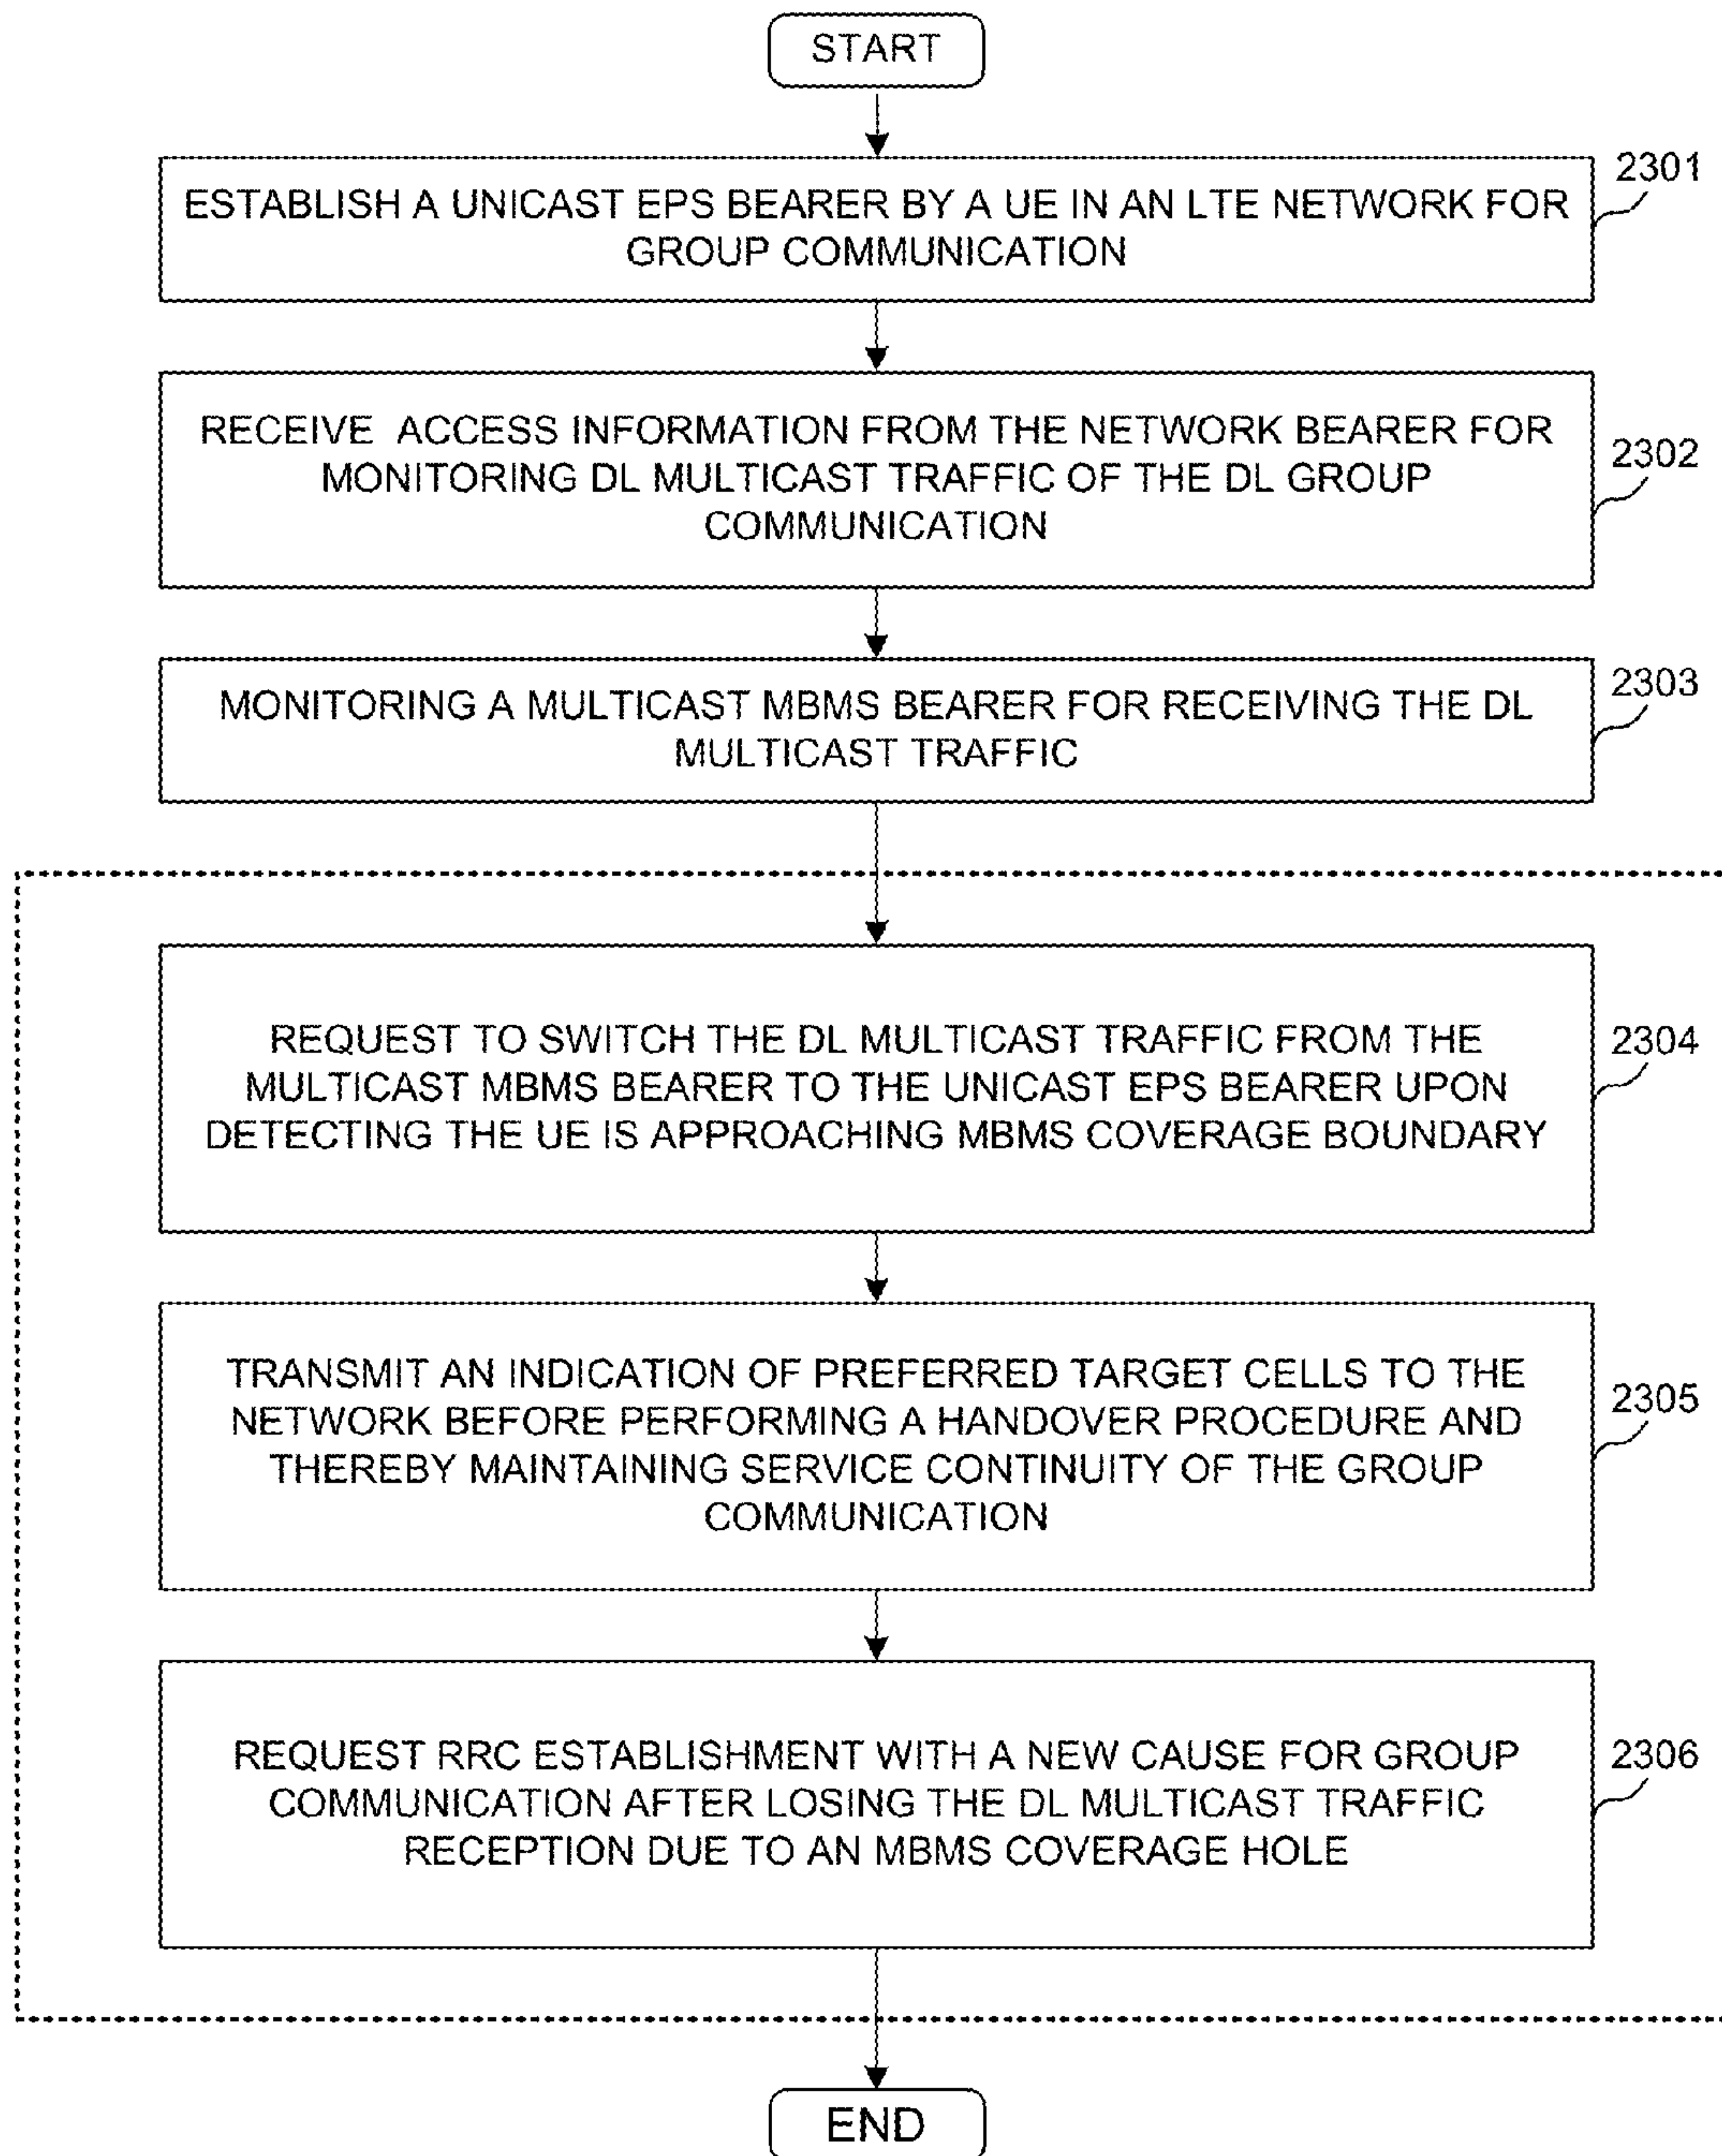 START
ESTABLISH A UNICAST EPS BEARER BY A UE IN AN LTE NETWORK FOR
GROUP COMMUNICATION
2301
RECEIVE ACCESS INFORMATION FROM THE NETWORK BEARER FOR
MONITORING DL MULTICAST TRAFFIC OF THE DL GROUP
COMMUNICATION
2302
MONITORING A MULTICAST MBMS BEARER FOR RECEIVING THE DL
MULTICAST TRAFFIC
2303
REQUEST TO SWITCH THE DL MULTICAST TRAFFIC FROM THE
MULTICAST MBMS BEARER TO THE UNICAST EPS BEARER UPON
DETECTING THE UE IS APPROACHING MBMS COVERAGE BOUNDARY
2304
TRANSMIT AN INDICATION OF PREFERRED TARGET CELLS TO THE
NETWORK BEFORE PERFORMING A HANDOVER PROCEDURE AND
THEREBY MAINTAINING SERVICE CONTINUITY OF THE GROUP
COMMUNICATION
2305
REQUEST RRC ESTABLISHMENT WITH A NEW CAUSE FOR GROUP
COMMUNICATION AFTER LOSING THE DL MULTICAST TRAFFIC
RECEPTION DUE TO AN MBMS COVERAGE HOLE
2306
END